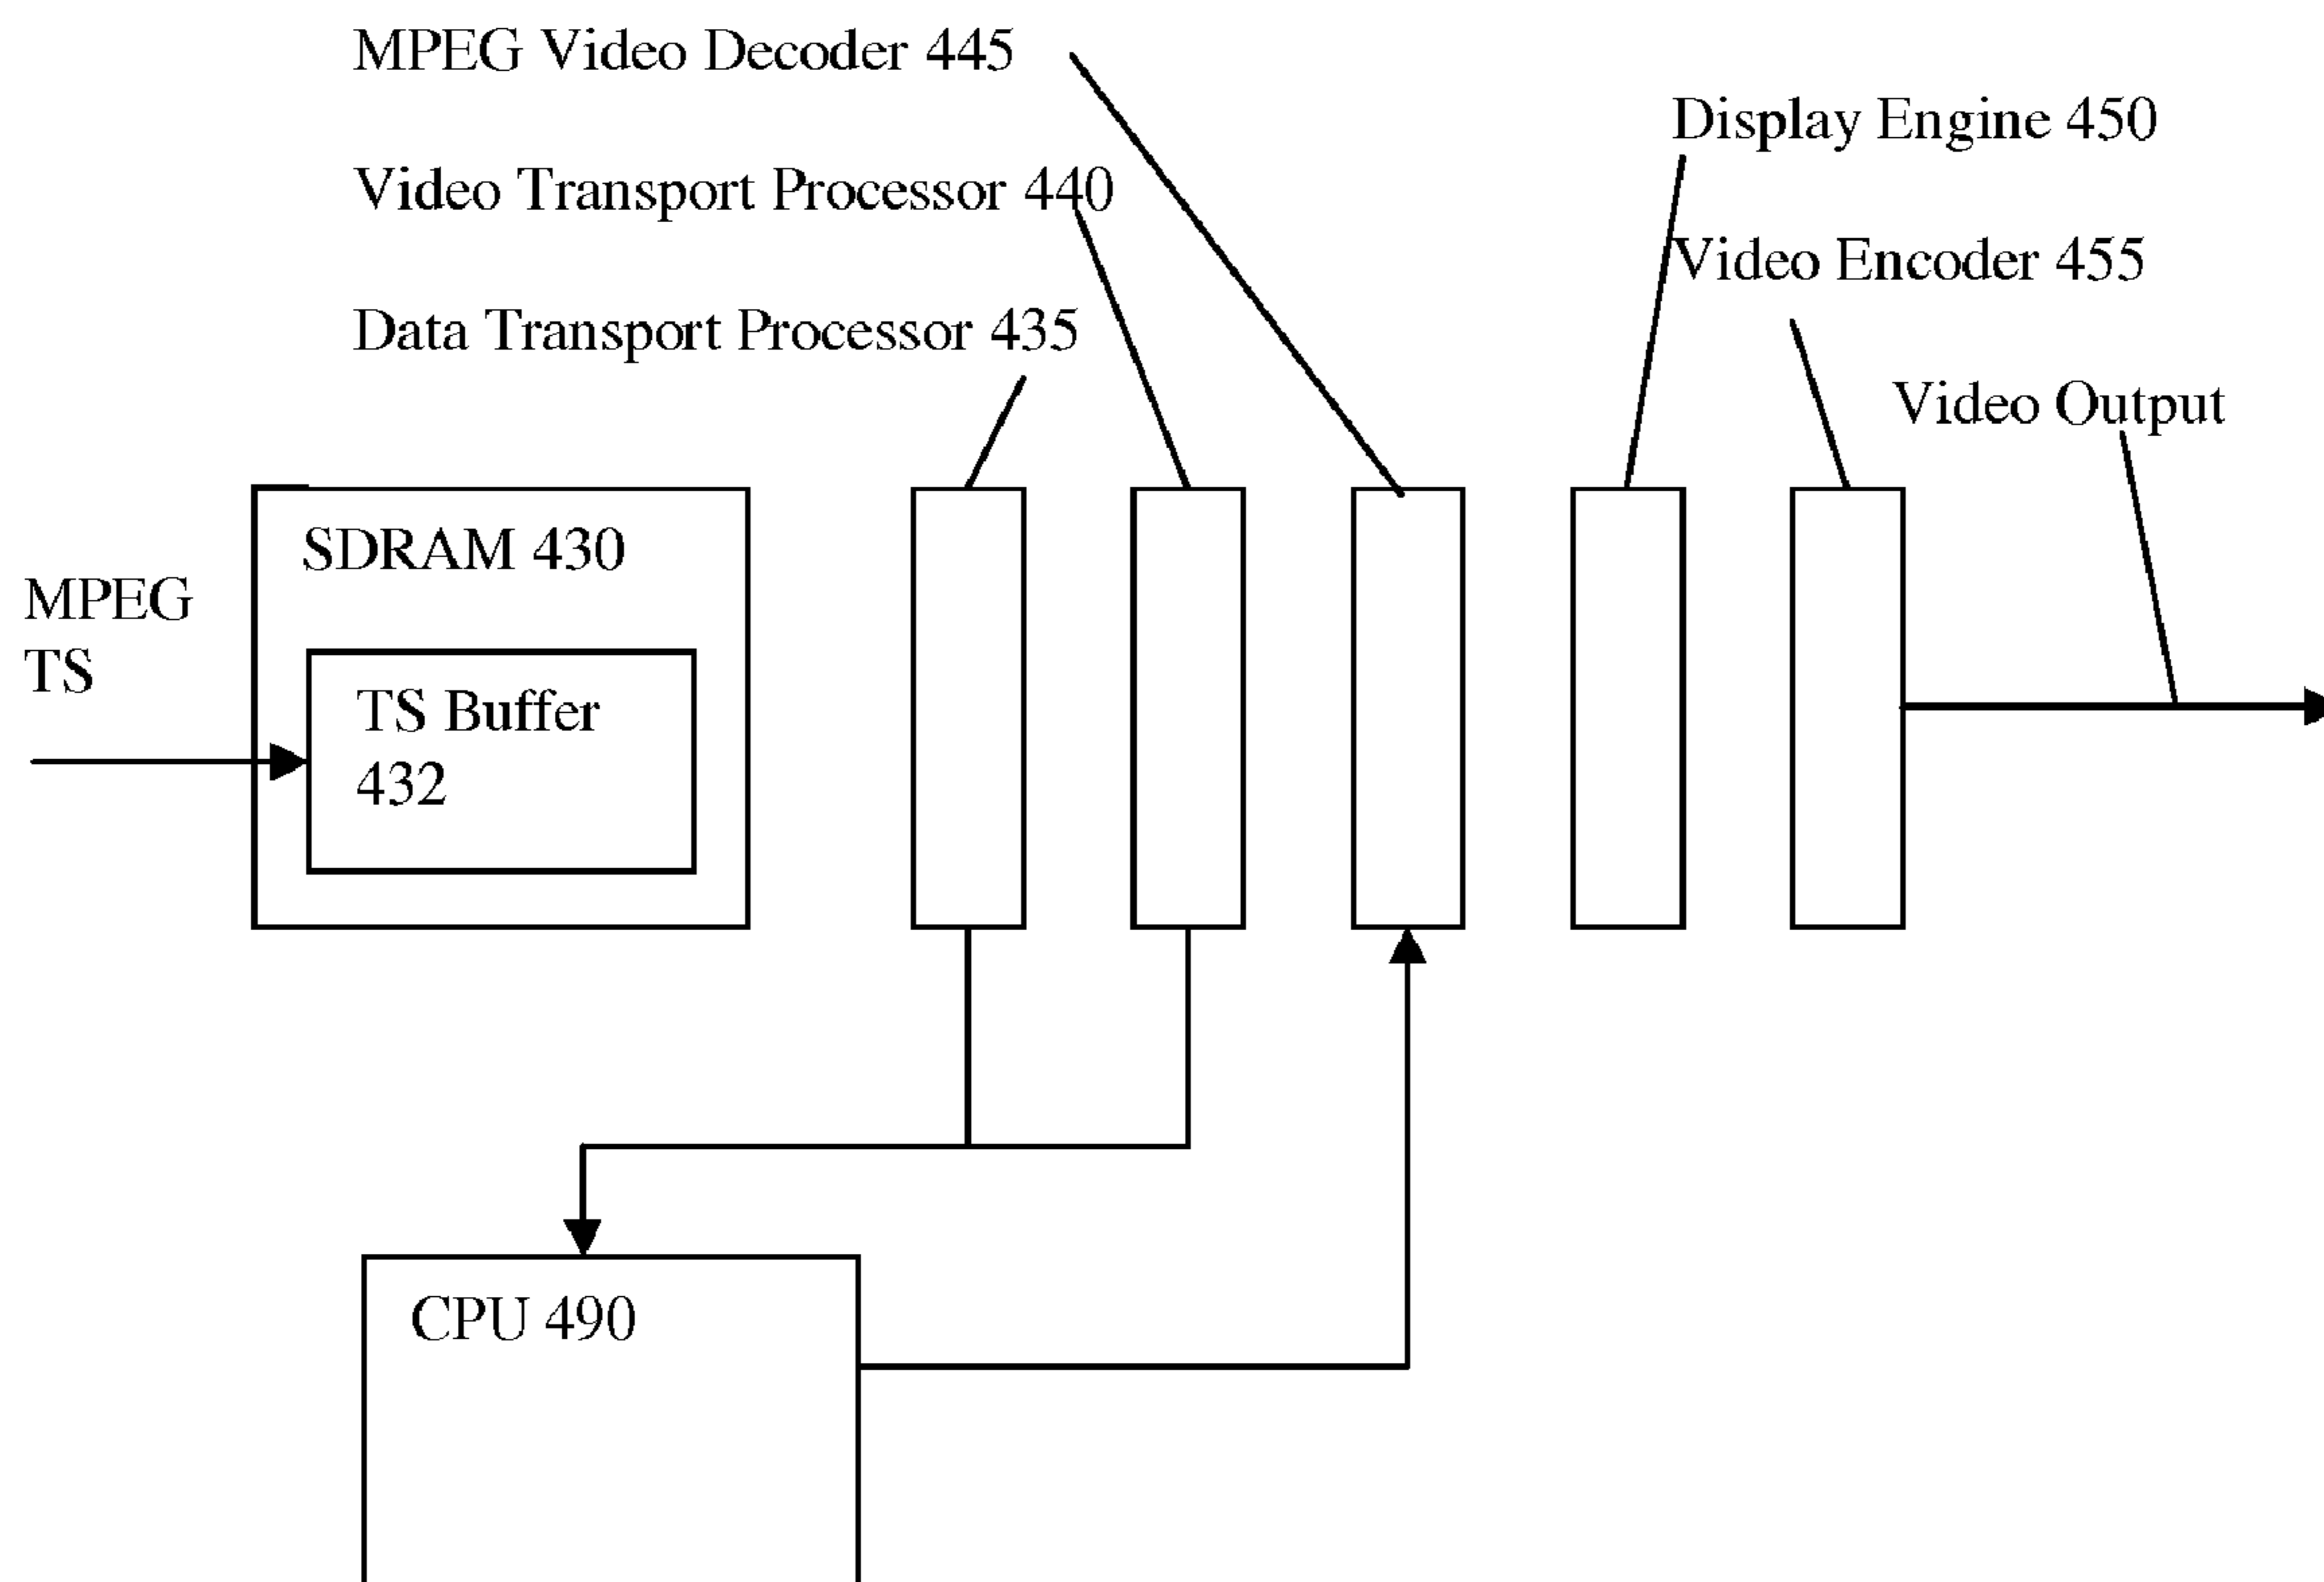 MPEG Video Decoder 445
Display Engine 450
Video Transport Processor 440
Video Encoder 455
Data Transport Processor 435
Video Output
SDRAM 430
MPEG
TS
TS Buffer
432
CPU 490